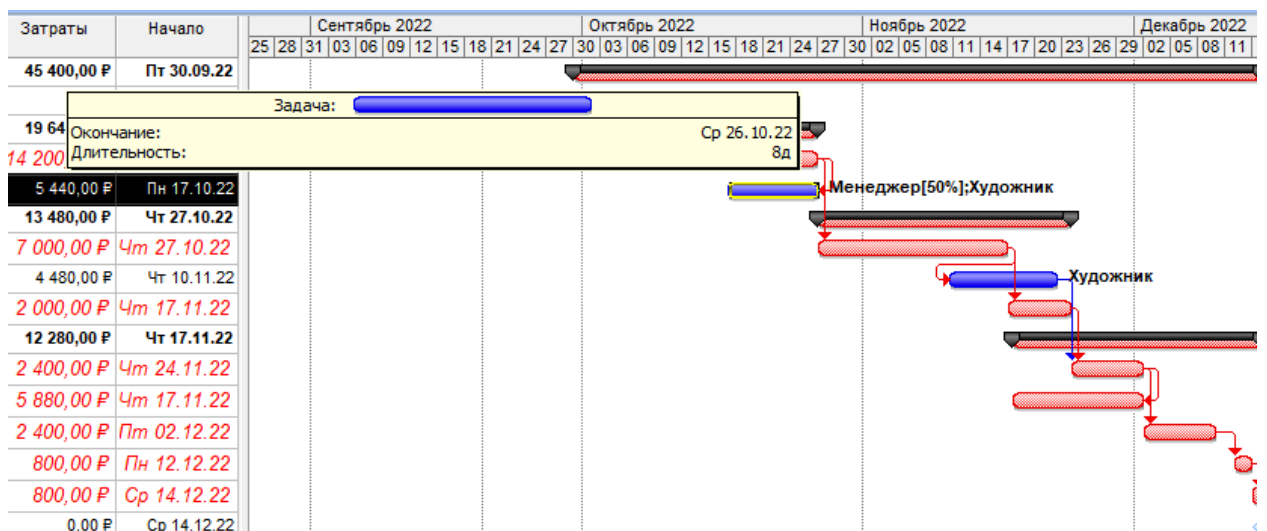 Затраты Начало Сентябрь 2022 Октябрь 2022 Ноябрь 2022 Декабрь 2022
25 28 31 03 06 09 12 15 18 21 24 27 30 03 06 09 12 15 18 21 24 27 30 02 05 08 11 14 17 20 23 26 29 02 05 08 11
45 400,00 ₽ Пт 30.09.22
Задача:
19 64
Окончание: Ср 26.10.22
14 200
Длительность: 8д
5 440,00 ₽ Пн 17.10.22 Менеджер[50%];Художник
13 480,00 ₽ Чт 27.10.22
7 000,00 ₽ Чт 27.10.22
4 480,00 ₽ Чт 10.11.22 Художник
2 000,00 ₽ Чт 17.11.22
12 280,00 ₽ Чт 17.11.22
2 400,00 ₽ Чт 24.11.22
5 880,00 ₽ Чт 17.11.22
2 400,00 ₽ Пт 02.12.22
800,00 ₽ Пн 12.12.22
800,00 ₽ Ср 14.12.22
0,00 ₽ Ср 14.12.22